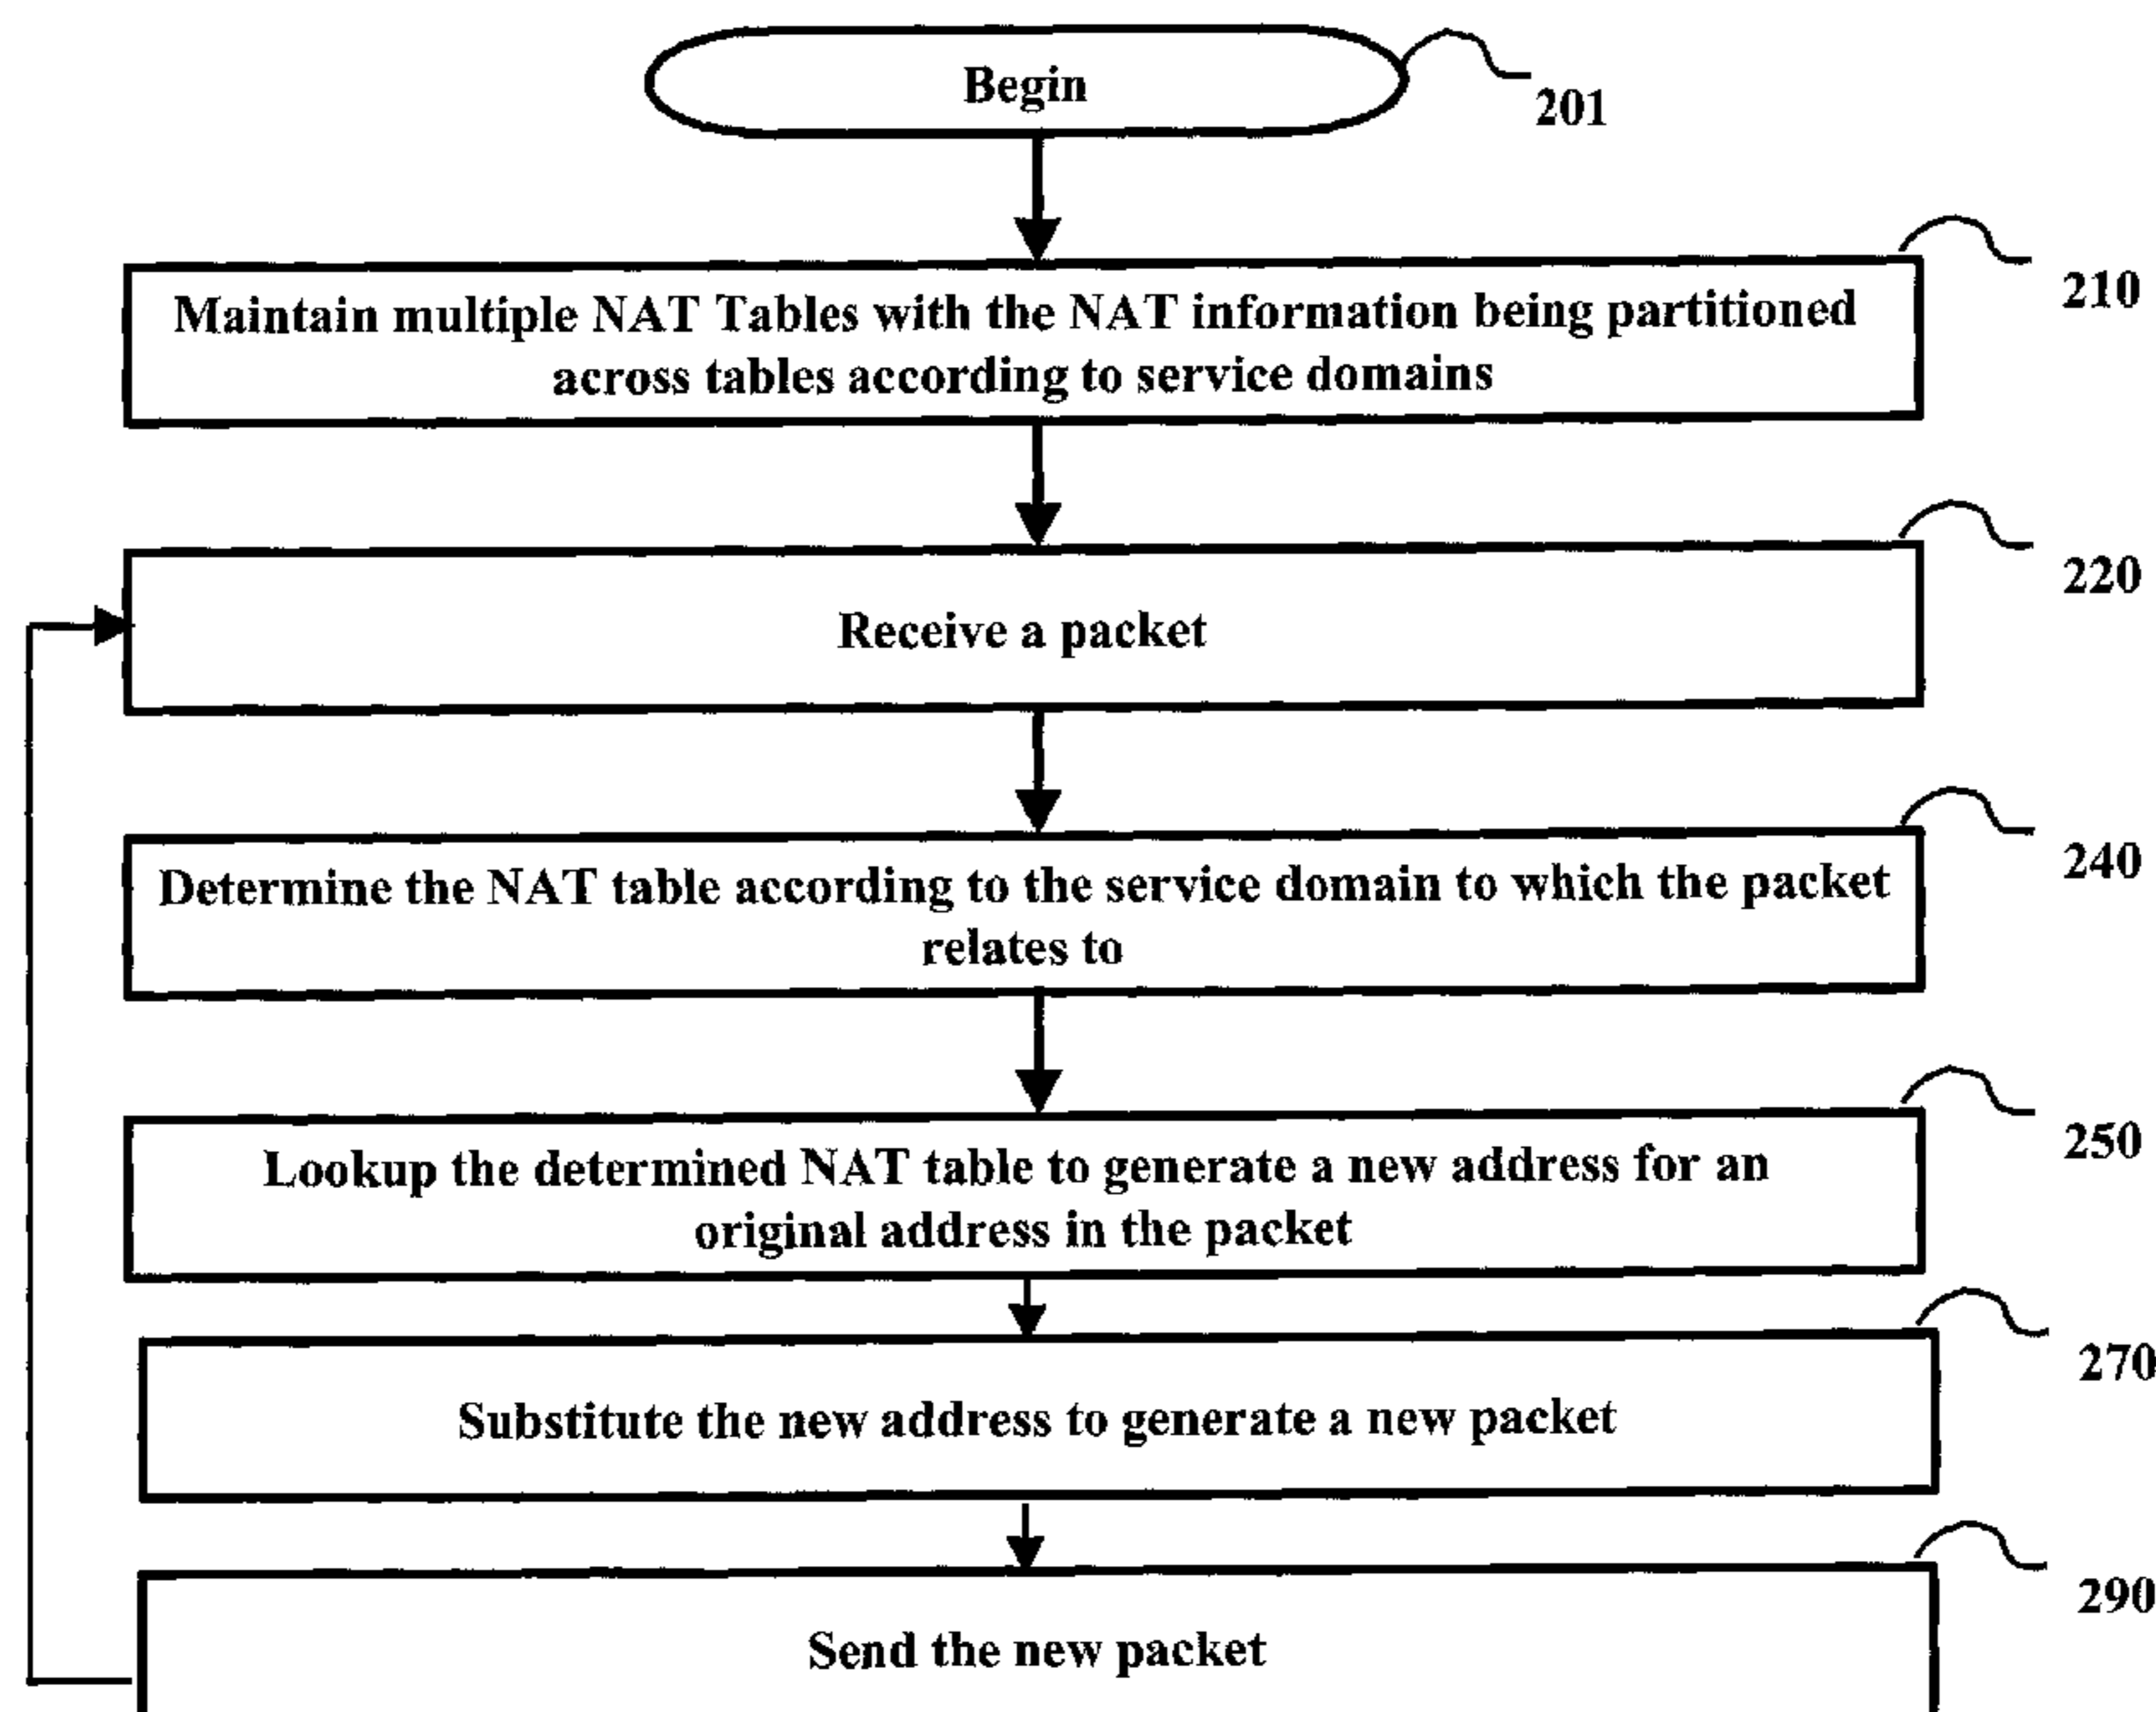 Begin
201
210
Maintain multiple NAT Tables with the NAT information being partitioned
across tables according to service domains
220
Receive a packet
240
Determine the NAT table according to the service domain to which the packet
relates to
250
Lookup the determined NAT table to generate a new address for an
original address in the packet
270
Substitute the new address to generate a new packet
290
Send the new packet